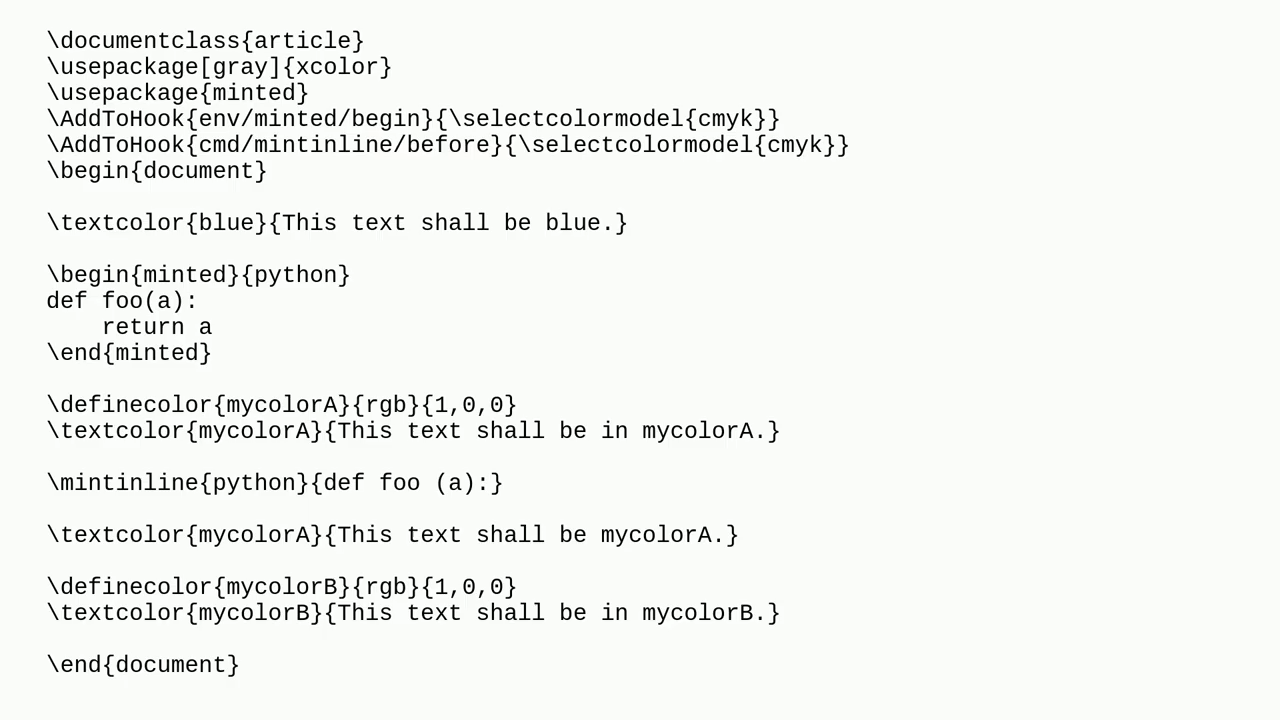 \documentclass{article}
\usepackage[gray]{xcolor}
\usepackage{minted}
\AddToHook{env/minted/begin}{\selectcolormodel{cmyk}}
\AddToHook{cmd/mintinline/before}{\selectcolormodel{cmyk}}
\begin{document}

\textcolor{blue}{This text shall be blue.}

\begin{minted}{python}
def foo(a):
    return a
\end{minted}

\definecolor{mycolorA}{rgb}{1,0,0}
\textcolor{mycolorA}{This text shall be in mycolorA.}

\mintinline{python}{def foo (a):}

\textcolor{mycolorA}{This text shall be mycolorA.}

\definecolor{mycolorB}{rgb}{1,0,0}
\textcolor{mycolorB}{This text shall be in mycolorB.}

\end{document}